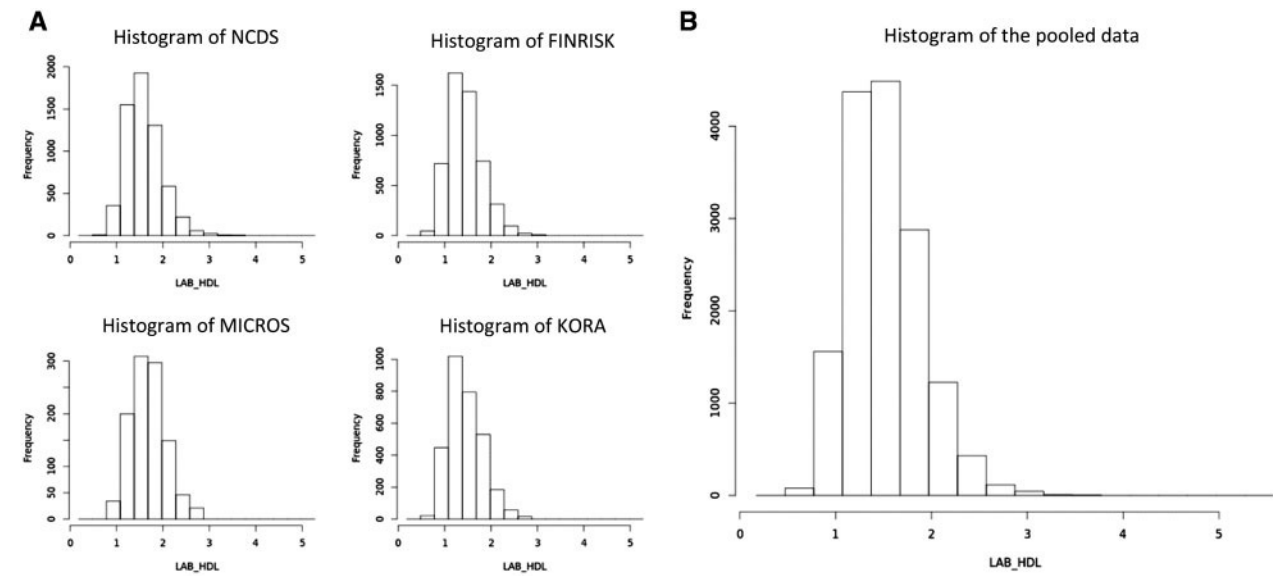 A
Histogram of NCDS
Frequency
2000
1500
1000
500
0
0 1 2 3 4 5
LAB_HDL
Histogram of FINRISK
Frequency
1500
1000
500
0
0 1 2 3 4 5
LAB_HDL
Histogram of MICROS
Frequency
300
200
100
50
0
0 1 2 3 4 5
LAB_HDL
Histogram of KORA
Frequency
1000
800
600
400
200
0
0 1 2 3 4 5
LAB_HDL
B
Histogram of the pooled data
Frequency
4000
3000
2000
1000
0
0 1 2 3 4 5
LAB_HDL